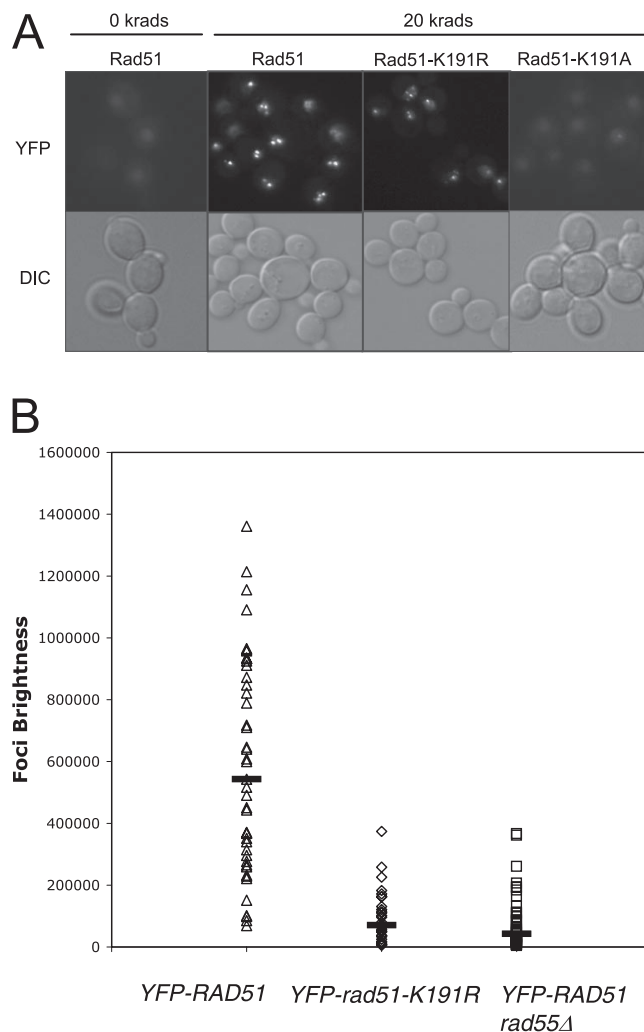 A
0 krads
20 krads
Rad51
Rad51
Rad51-K191R
Rad51-K191A
YFP
DIC
B
1600000
1400000
1200000
1000000
800000
600000
400000
200000
0
Foci Brightness
YFP-RAD51
YFP-rad51-K191R
YFP-RAD51
rad55Δ